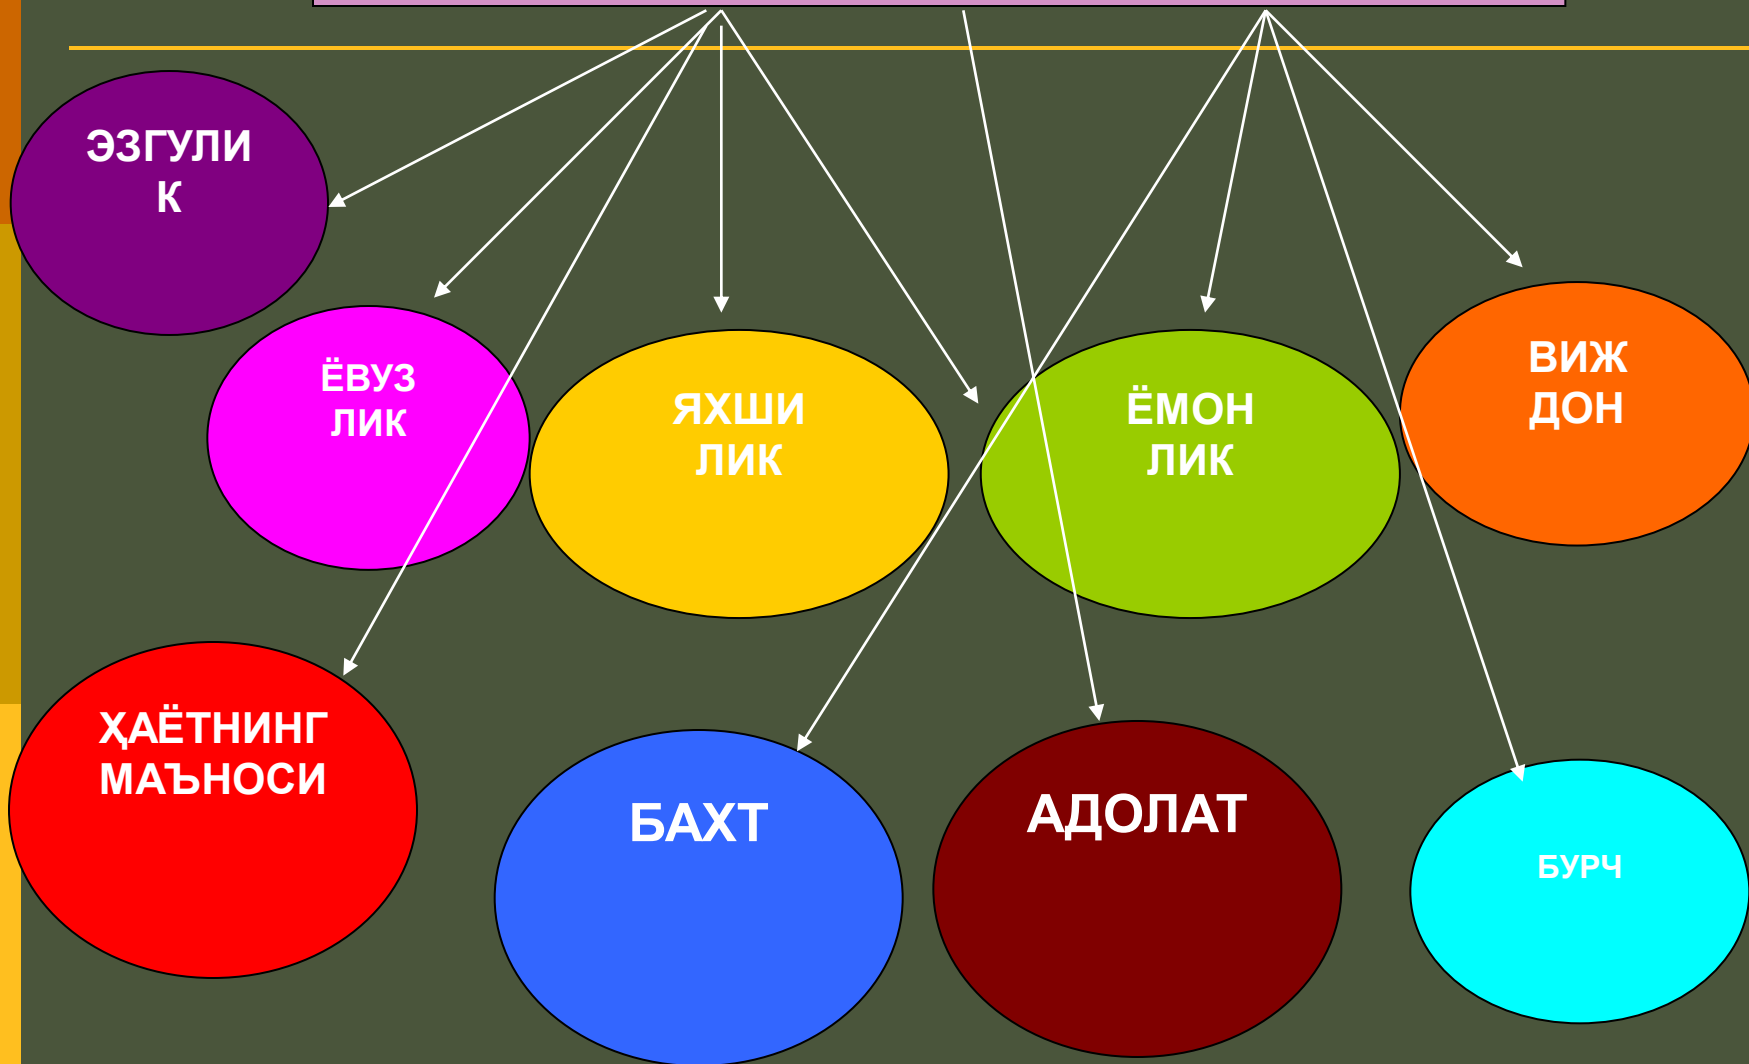 ЭЗГУЛИ
К
ЁВУЗ
ЛИК
ЯХШИ
ЛИК
ЁМОН
ЛИК
ВИЖ
ДОН
ҲАЁТНИНГ
МАЪНОСИ
БАХТ
АДОЛАТ
БУРЧ